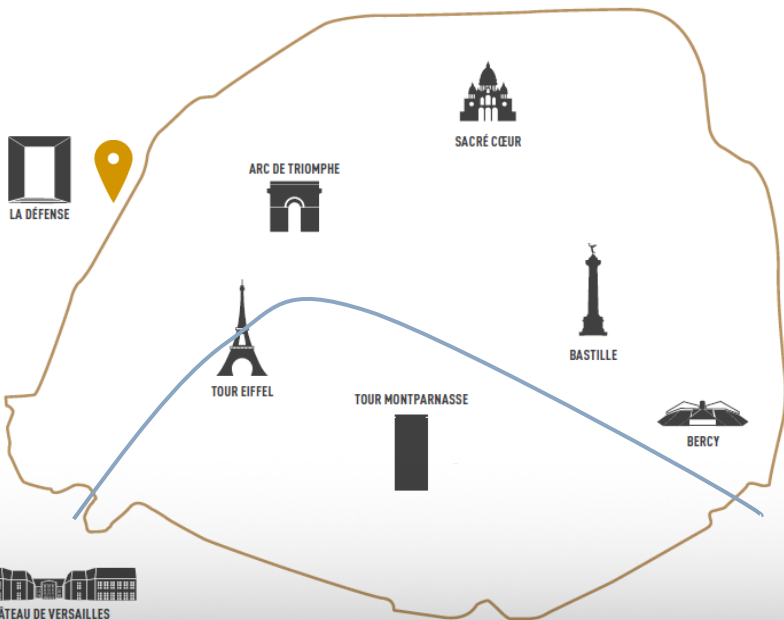 SACRÉ CŒUR
ARC DE TRIOMPHE
LA DÉFENSE
BASTILLE
TOUR EIFFEL
TOUR MONTPARNASSE
BERCY
ÂTEAU DE VERSAILLES